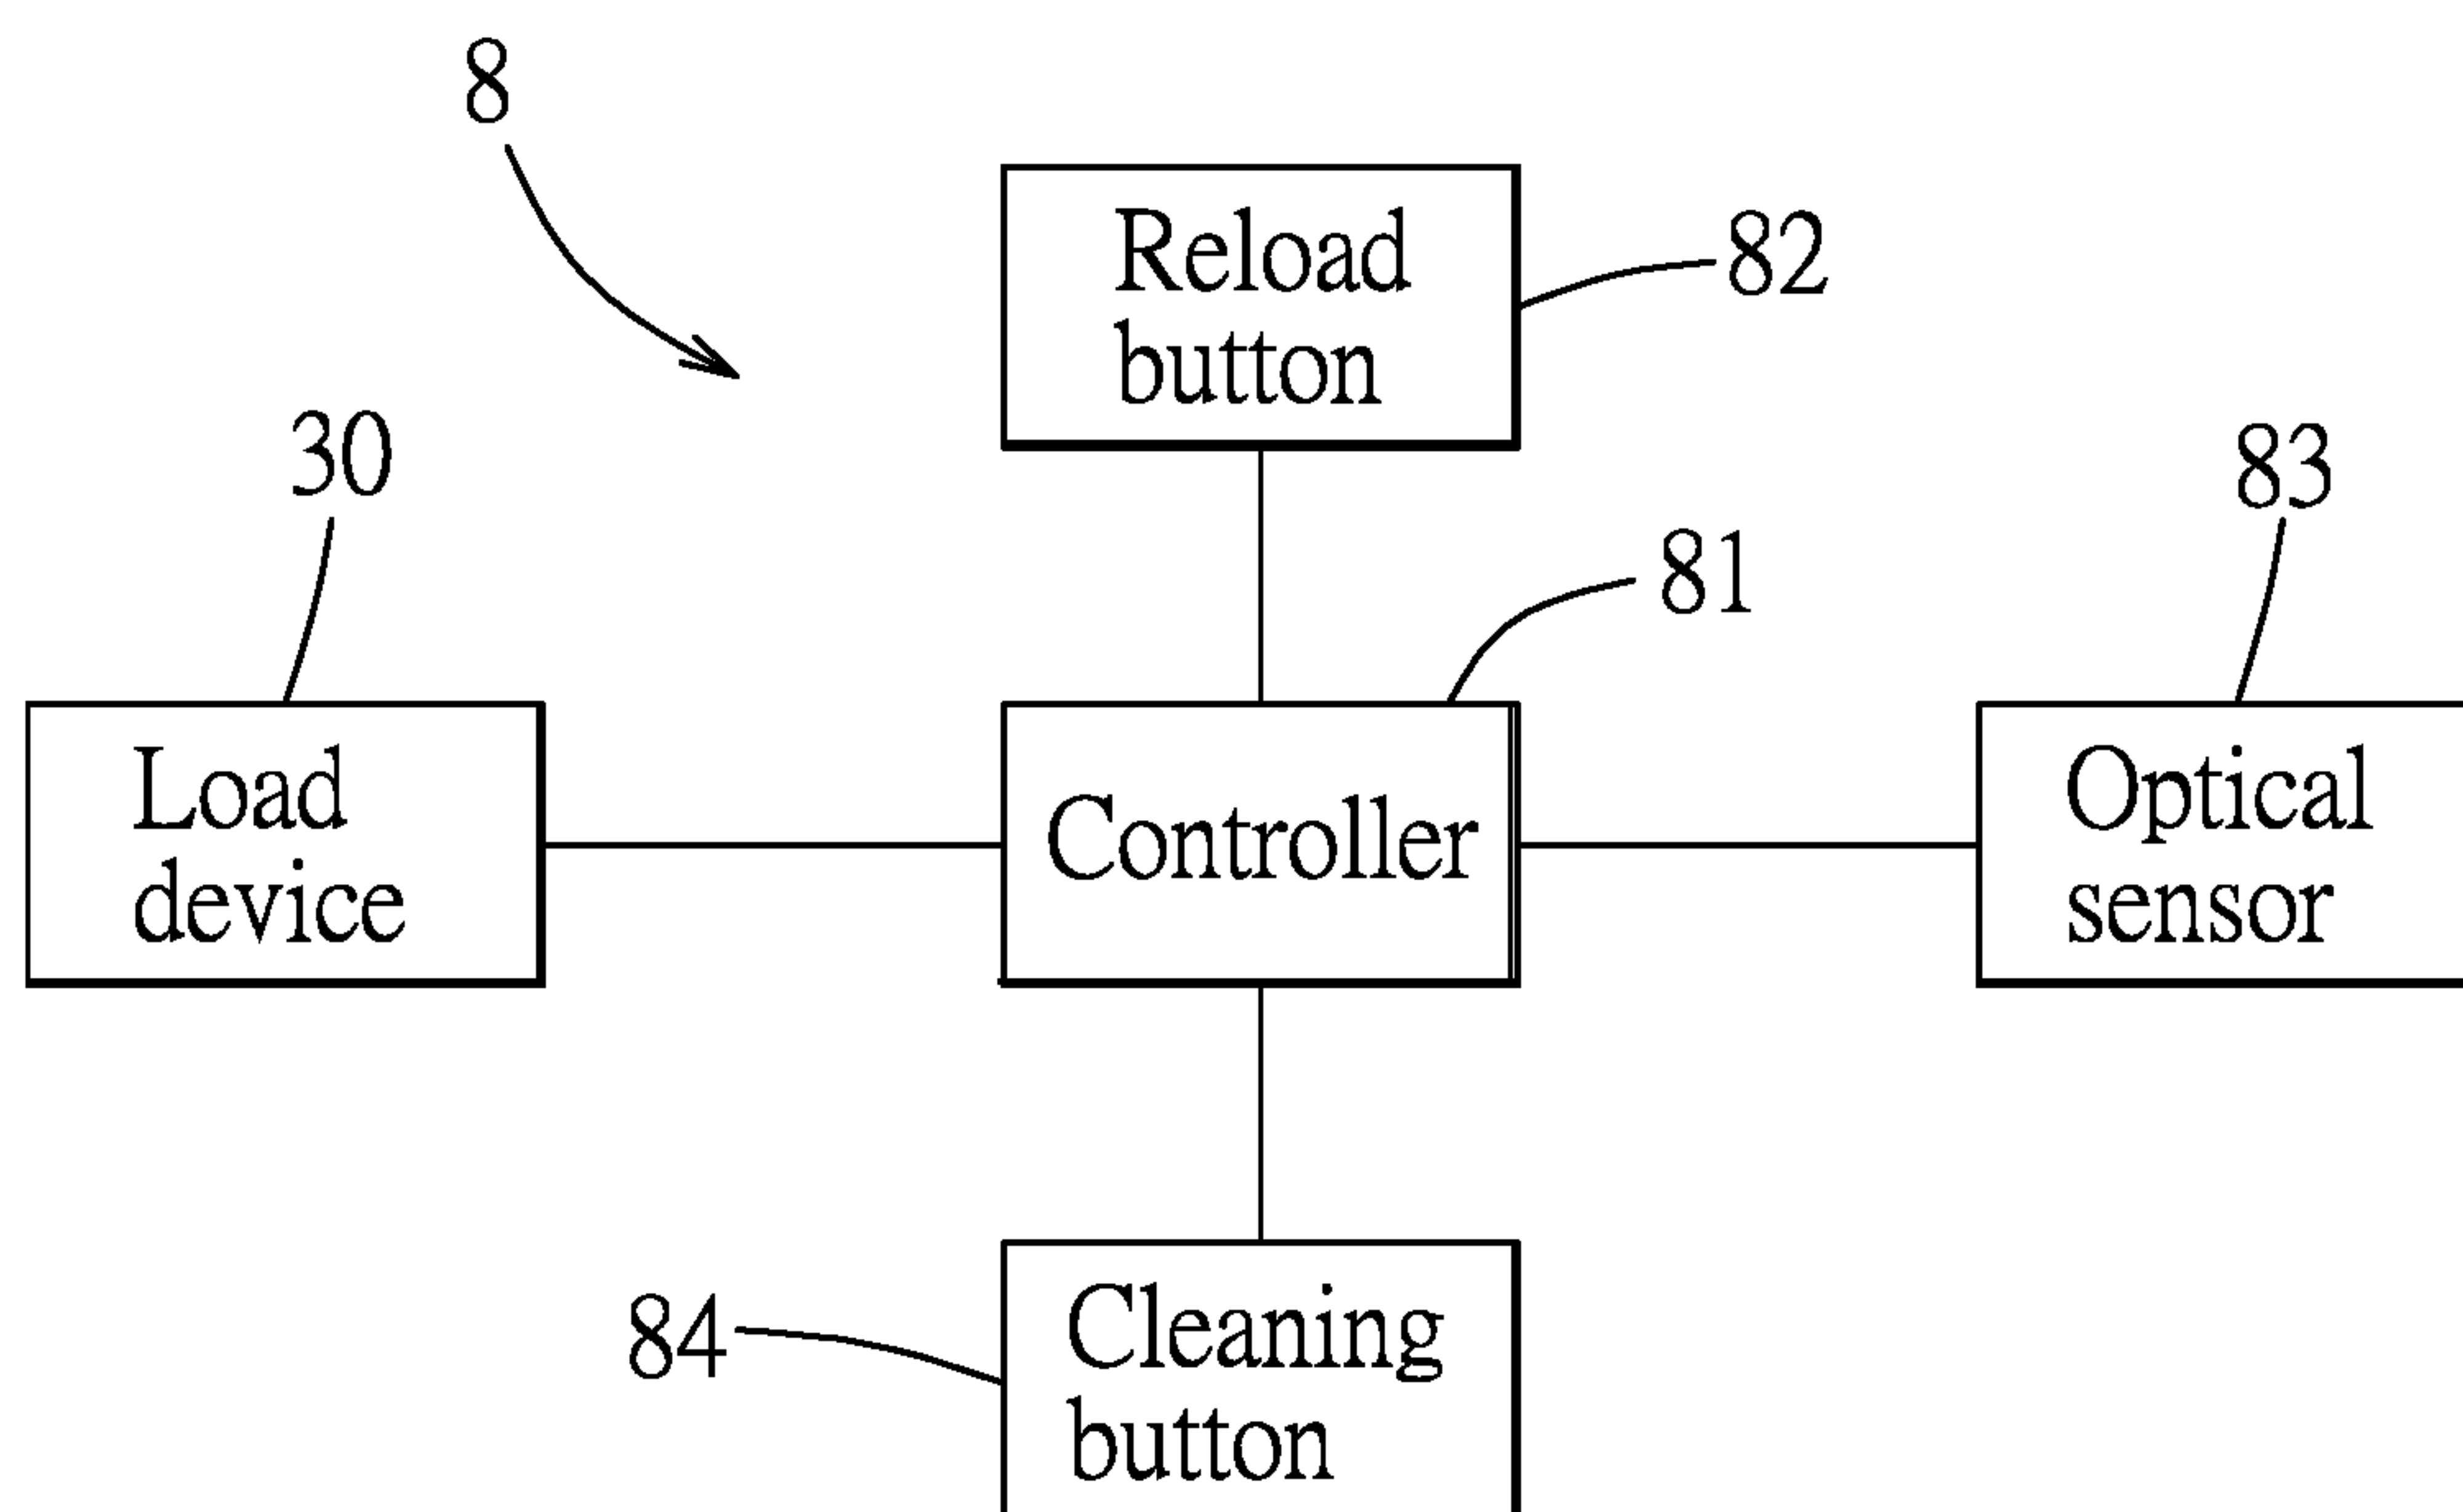 8
Reload
button
82
30
83
81
Load
device
Controller
Optical
sensor
84
Cleaning
button